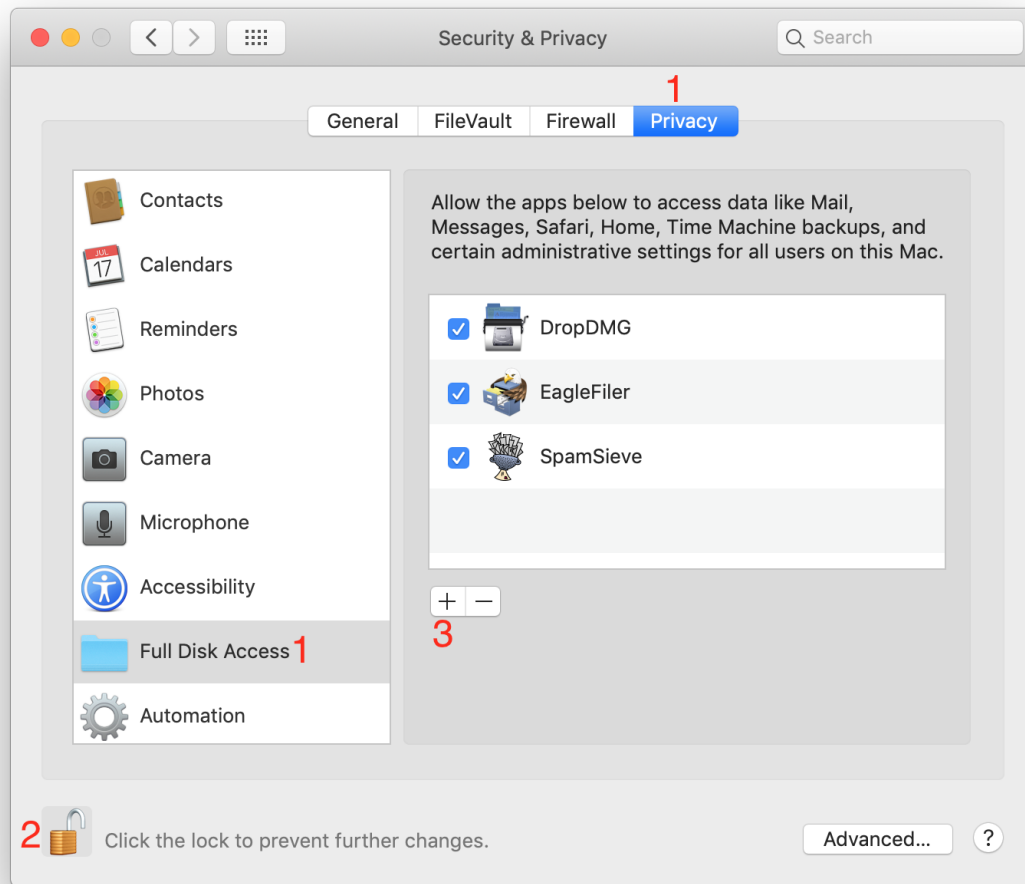 Security & Privacy
Search
1
General
FileVault
Firewall
Privacy
Contacts
JUL
17
Calendars
Reminders
Photos
Camera
Microphone
Accessibility
Full Disk Access 1
Automation
Allow the apps below to access data like Mail,
Messages, Safari, Home, Time Machine backups, and
certain administrative settings for all users on this Mac.
DropDMG
EagleFiler
SpamSieve
+ −
3
2
Click the lock to prevent further changes.
Advanced...
?